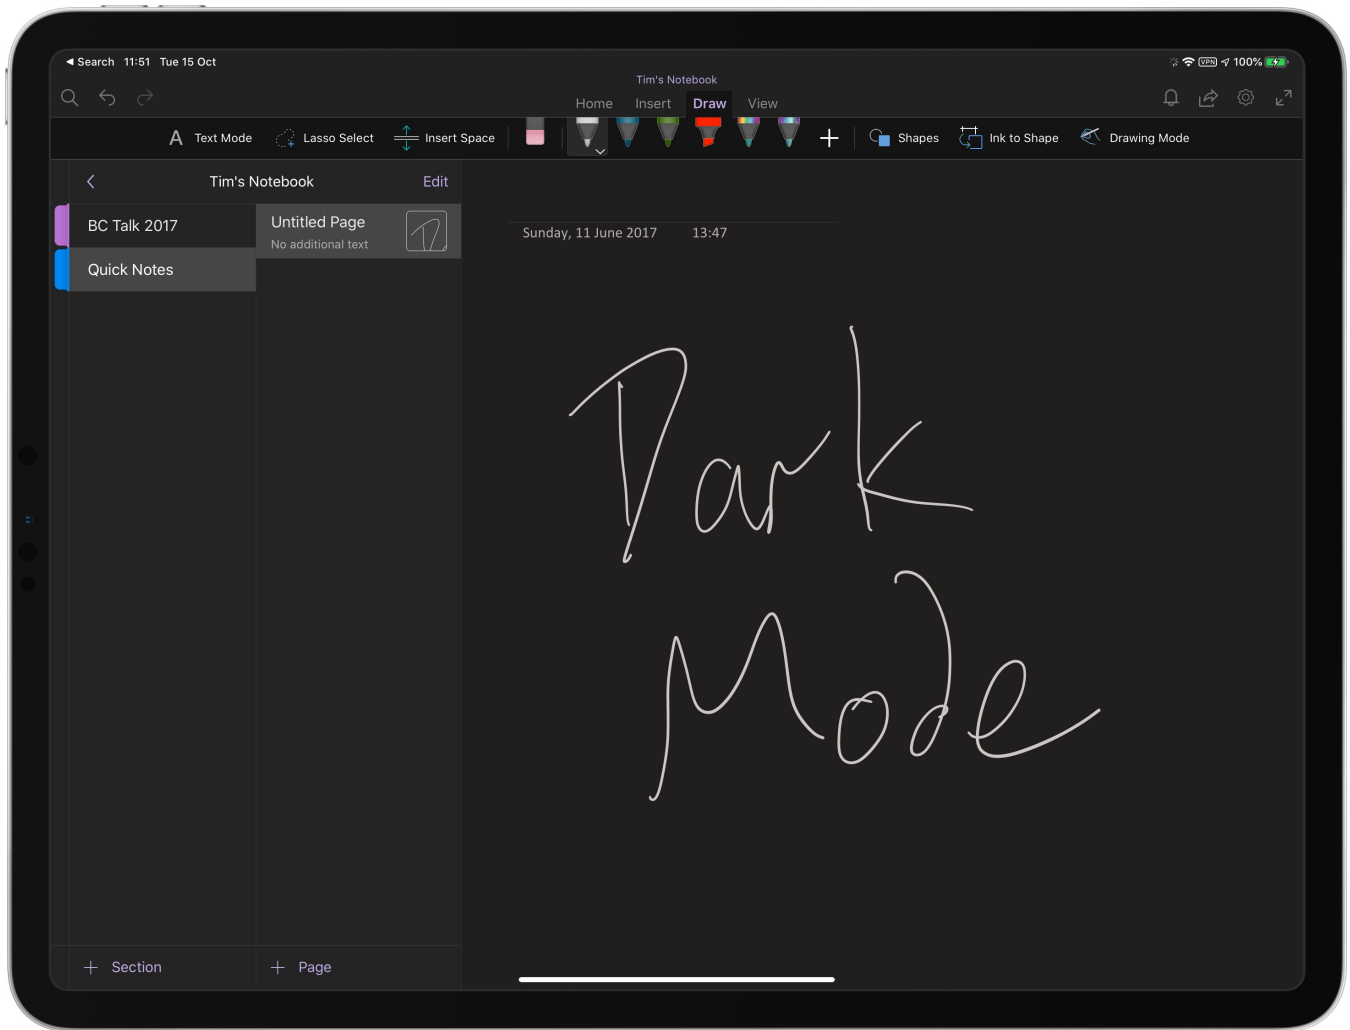 Search 11:51 Tue 15 Oct
VPN 100%
Tim's Notebook
Home Insert Draw View
A Text Mode Lasso Select Insert Space Shapes Ink to Shape Drawing Mode
Tim's Notebook Edit
BC Talk 2017
Quick Notes
Untitled Page
No additional text
Sunday, 11 June 2017 13:47
Dark
Mode
+ Section
+ Page